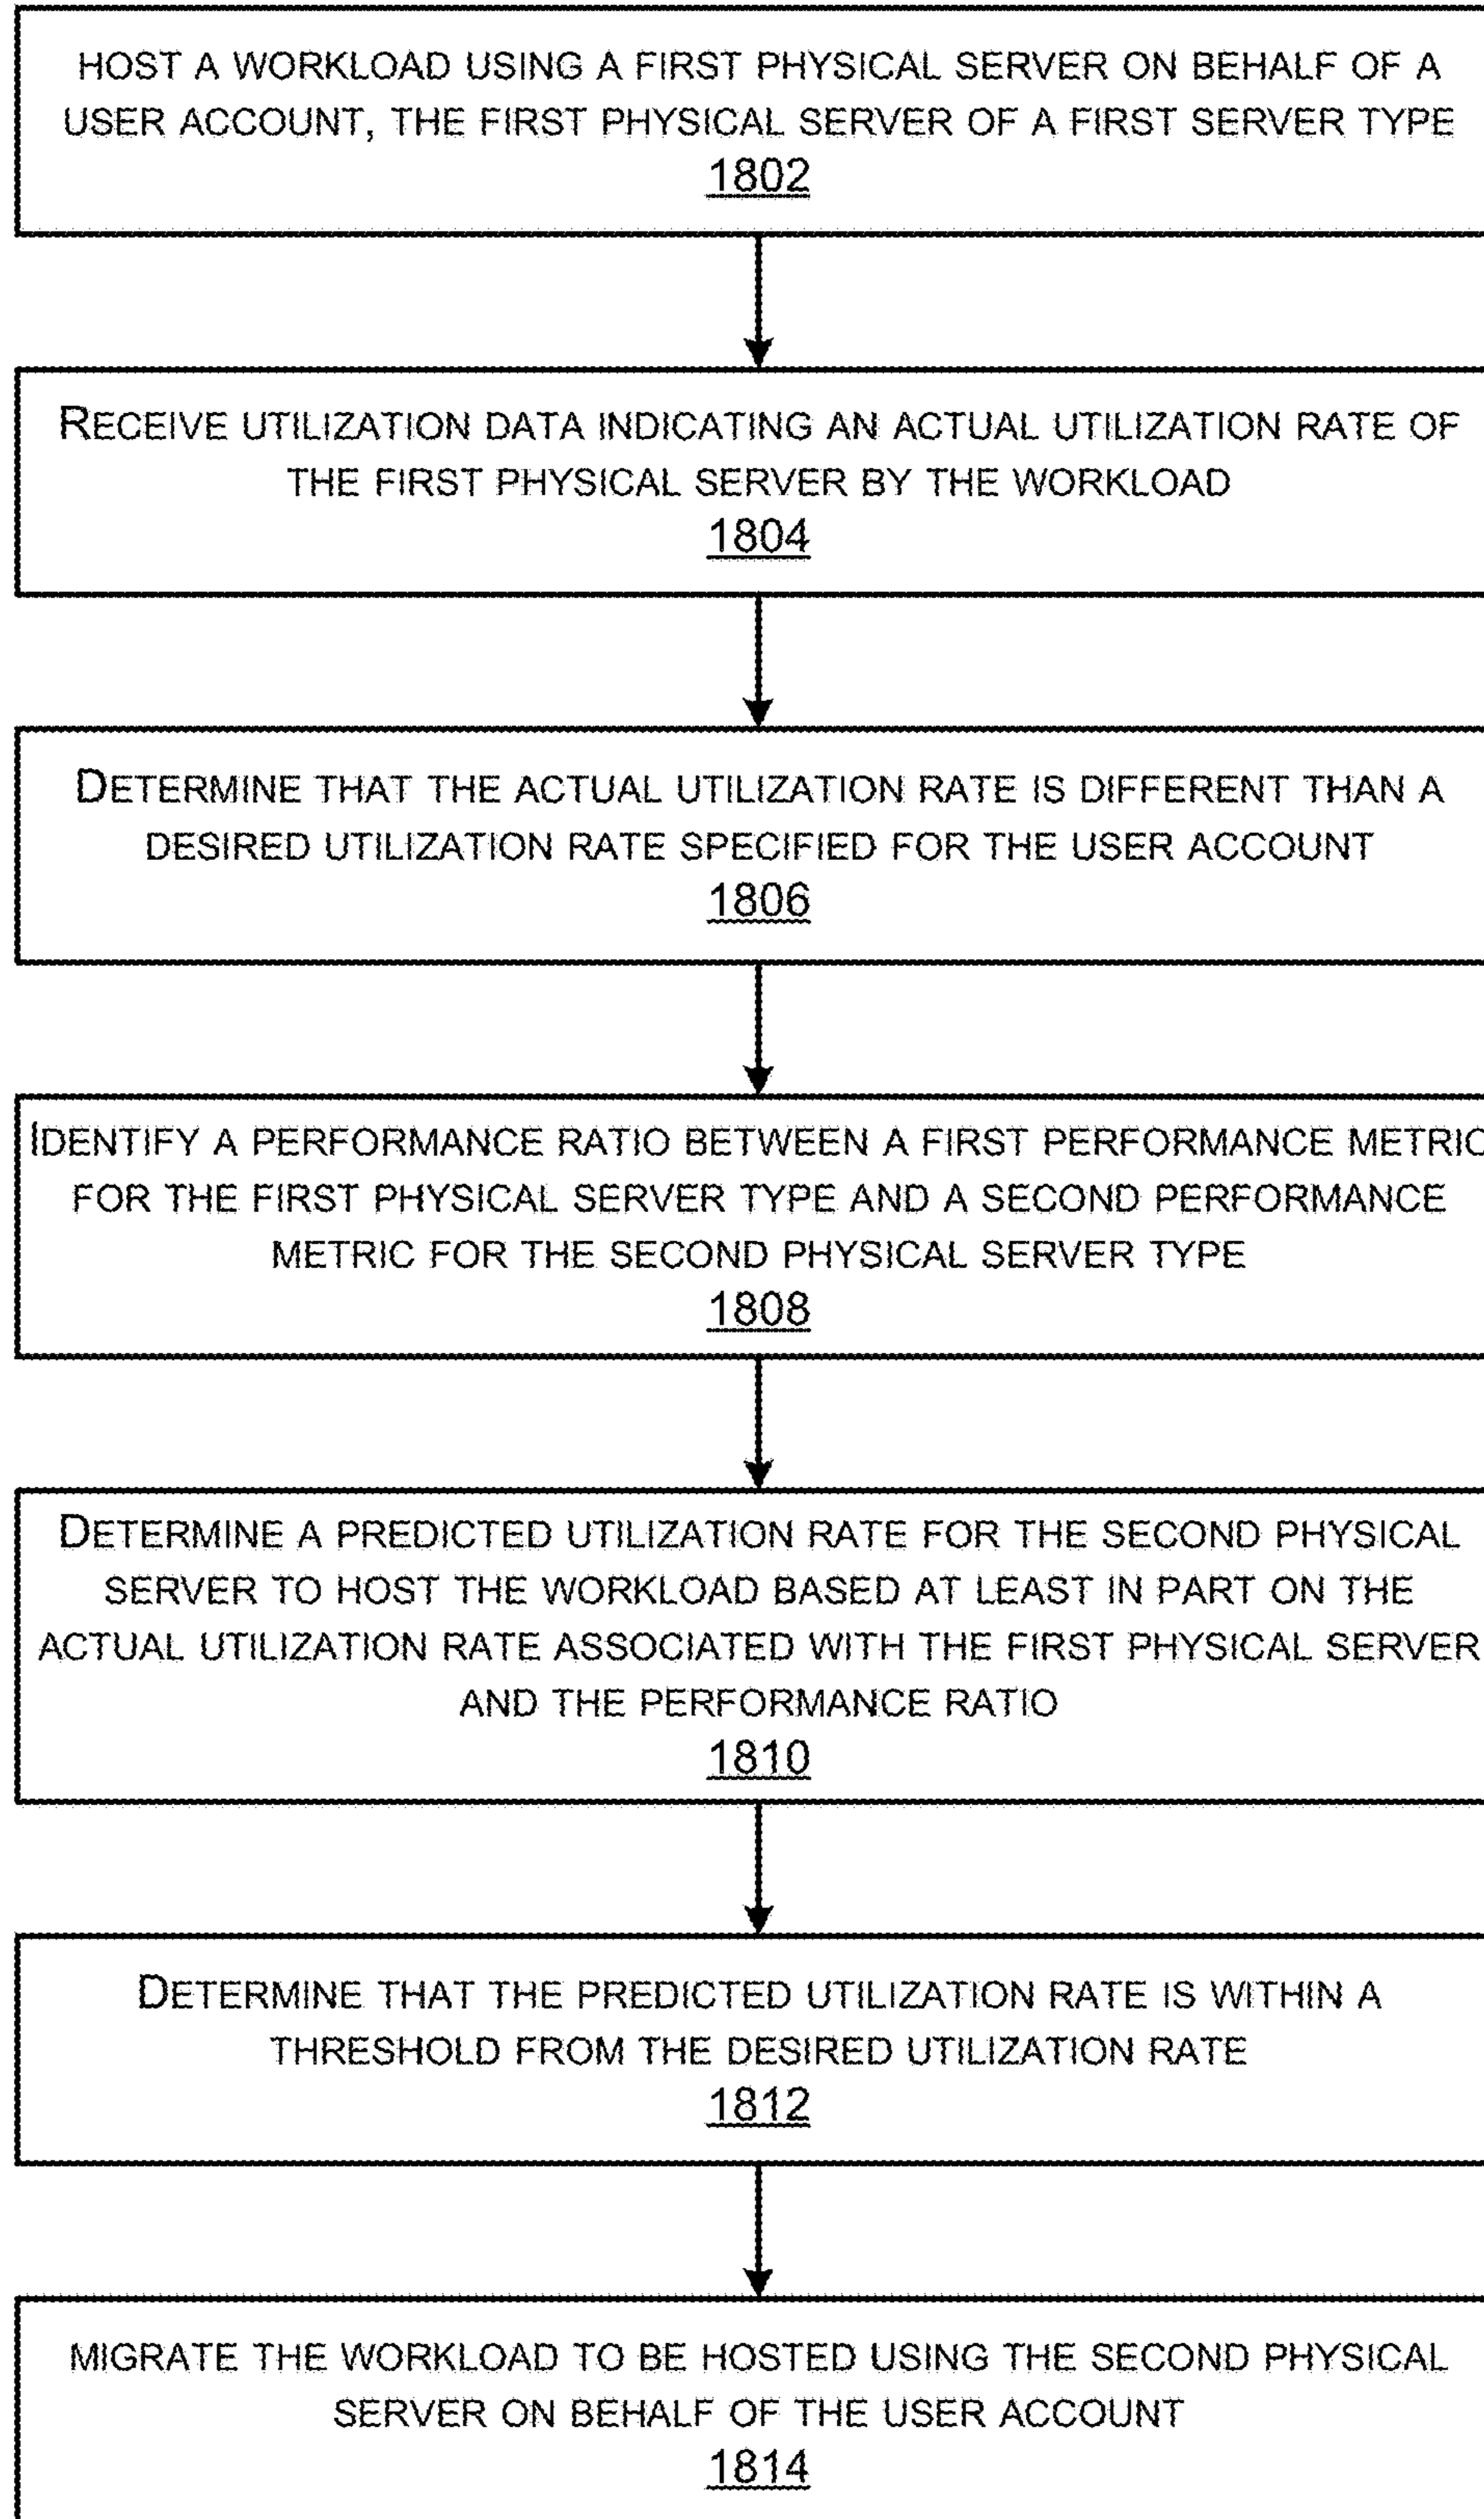 HOST A WORKLOAD USING A FIRST PHYSICAL SERVER ON BEHALF OF A
USER ACCOUNT, THE FIRST PHYSICAL SERVER OF A FIRST SERVER TYPE
1802
RECEIVE UTILIZATION DATA INDICATING AN ACTUAL UTILIZATION RATE OF
THE FIRST PHYSICAL SERVER BY THE WORKLOAD
1804
DETERMINE THAT THE ACTUAL UTILIZATION RATE IS DIFFERENT THAN A
DESIRED UTILIZATION RATE SPECIFIED FOR THE USER ACCOUNT
1806
IDENTIFY A PERFORMANCE RATIO BETWEEN A FIRST PERFORMANCE METRIC
FOR THE FIRST PHYSICAL SERVER TYPE AND A SECOND PERFORMANCE
METRIC FOR THE SECOND PHYSICAL SERVER TYPE
1808
DETERMINE A PREDICTED UTILIZATION RATE FOR THE SECOND PHYSICAL
SERVER TO HOST THE WORKLOAD BASED AT LEAST IN PART ON THE
ACTUAL UTILIZATION RATE ASSOCIATED WITH THE FIRST PHYSICAL SERVER
AND THE PERFORMANCE RATIO
1810
DETERMINE THAT THE PREDICTED UTILIZATION RATE IS WITHIN A
THRESHOLD FROM THE DESIRED UTILIZATION RATE
1812
MIGRATE THE WORKLOAD TO BE HOSTED USING THE SECOND PHYSICAL
SERVER ON BEHALF OF THE USER ACCOUNT
1814